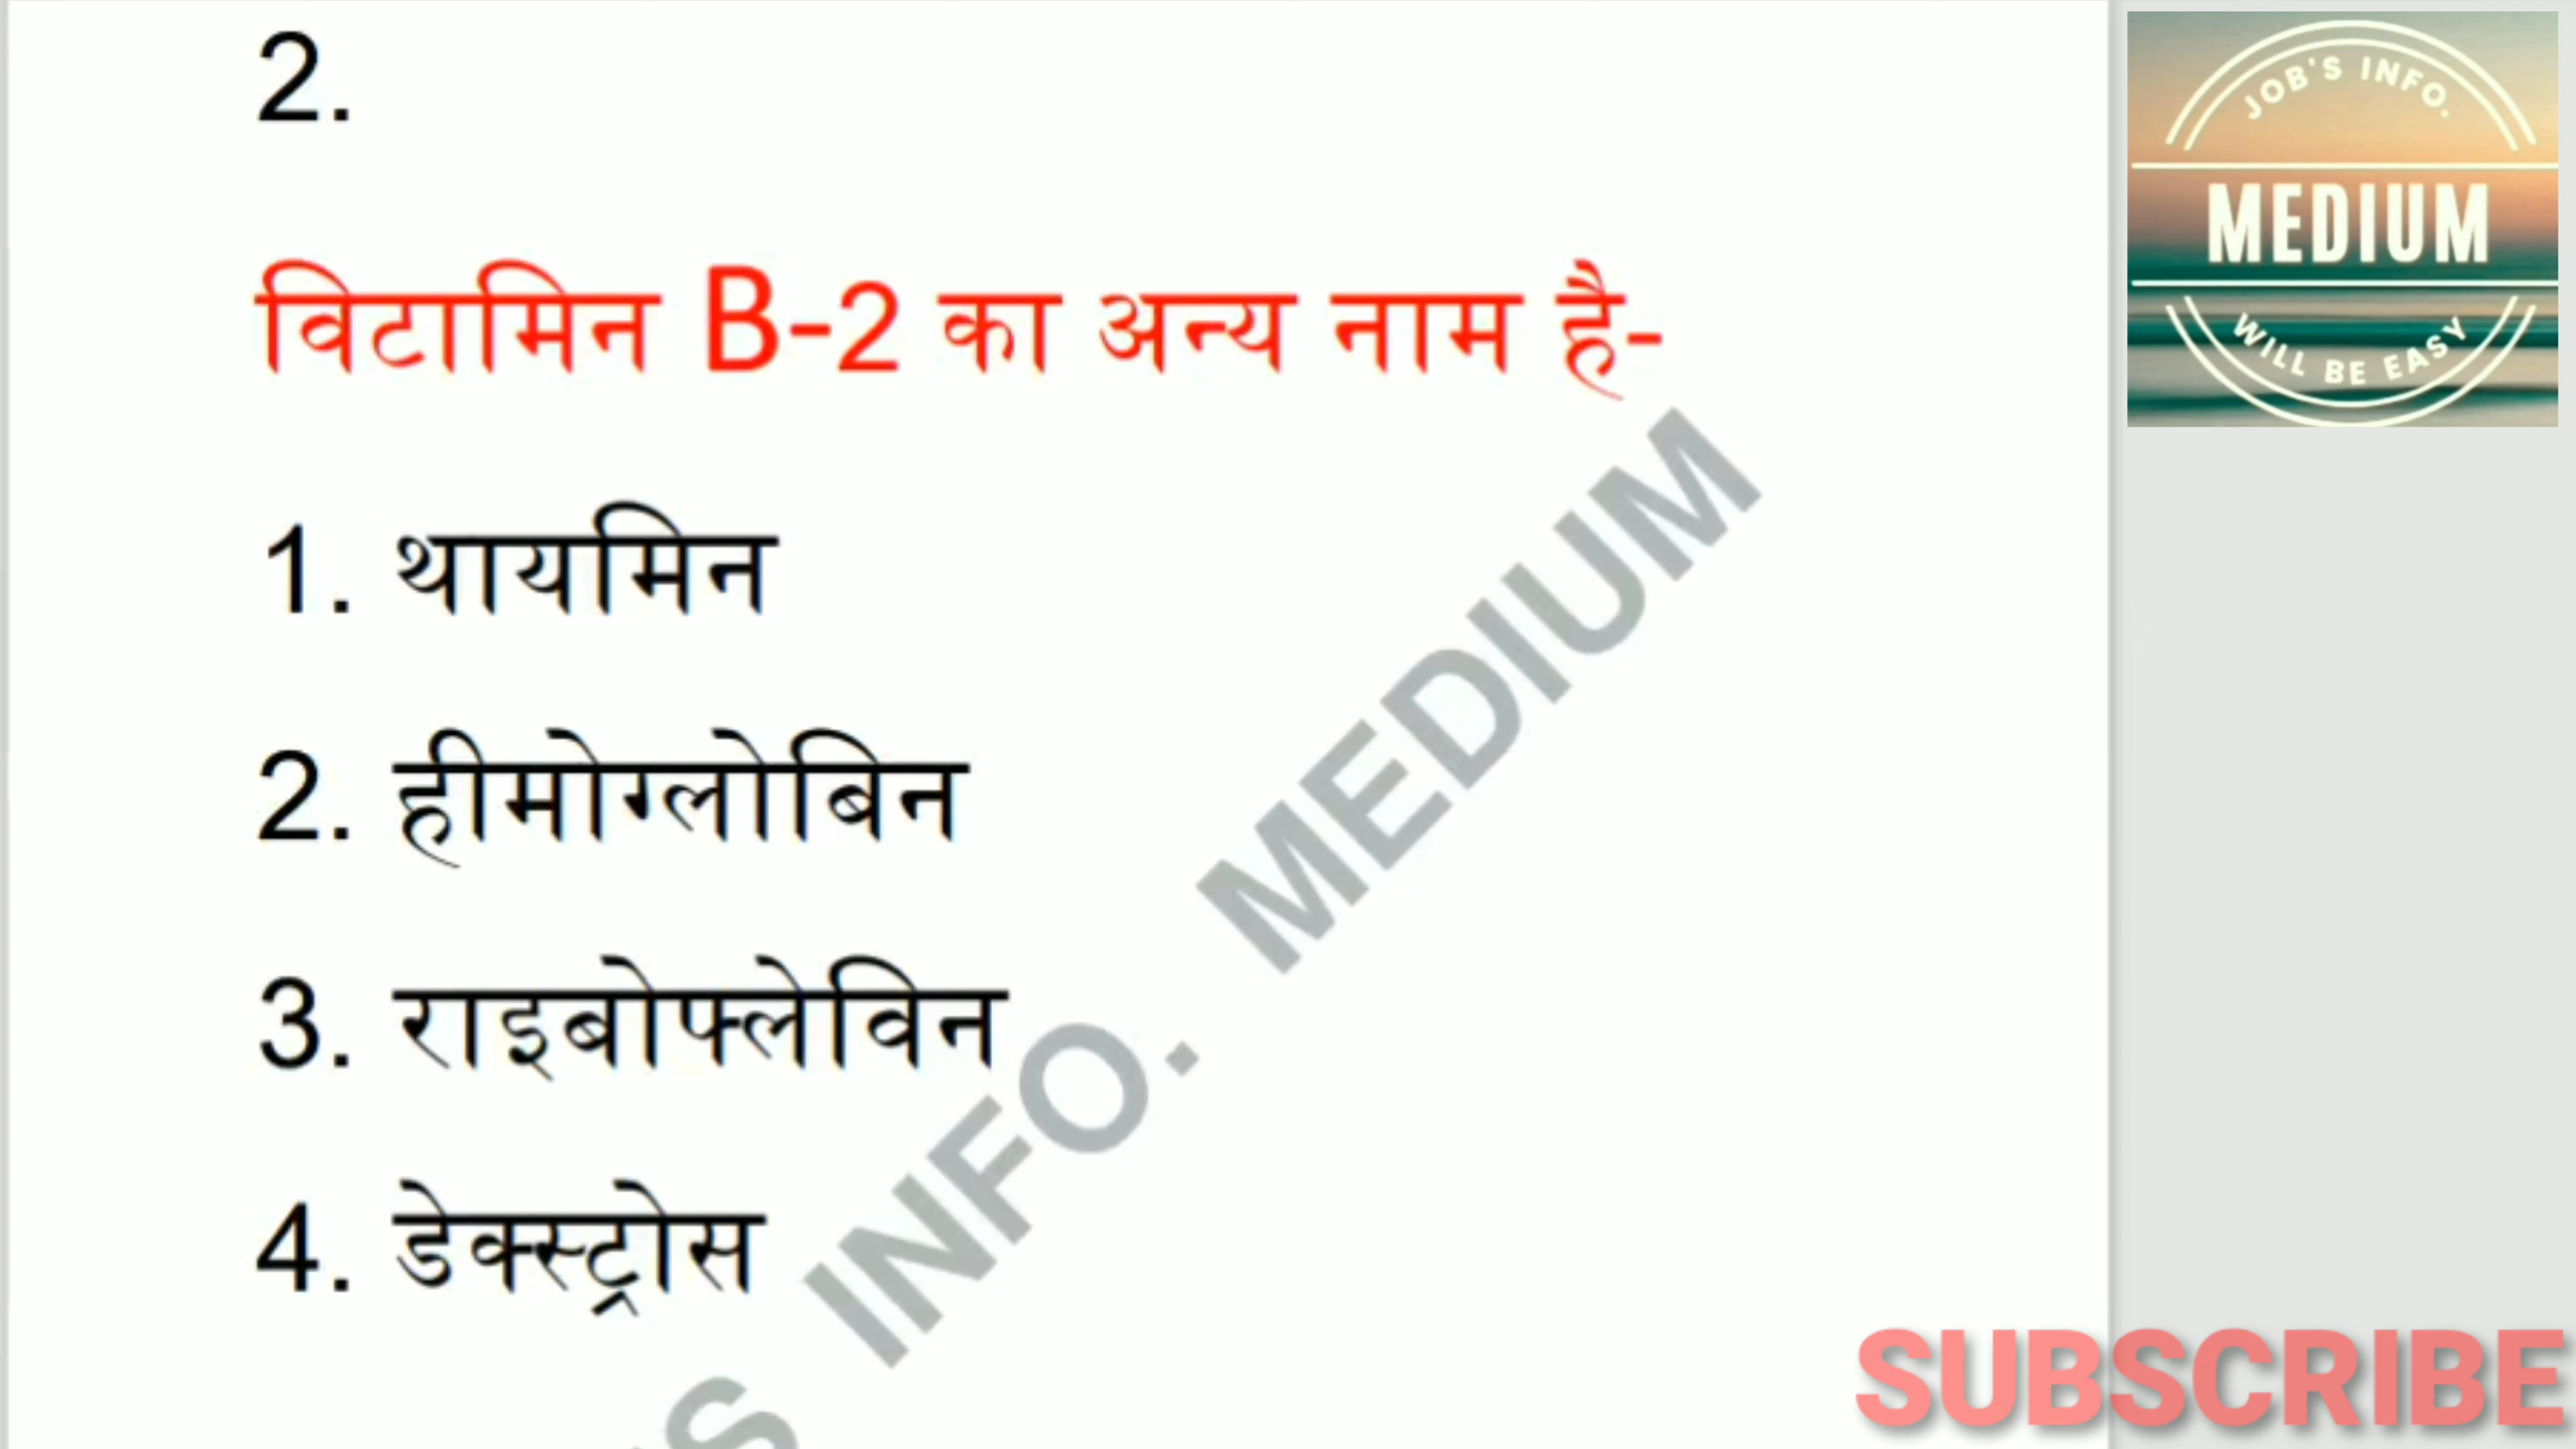 2.
विटामिन B-2 का अन्य नाम है-
1. थायमिन
2. हीमोग्लोबिन
3. राइबोफ्लेविन
4. डेक्स्ट्रोस
JOB'S INFO.
MEDIUM
WILL BE EASY
S INFO. MEDIUM
SUBSCRIBE